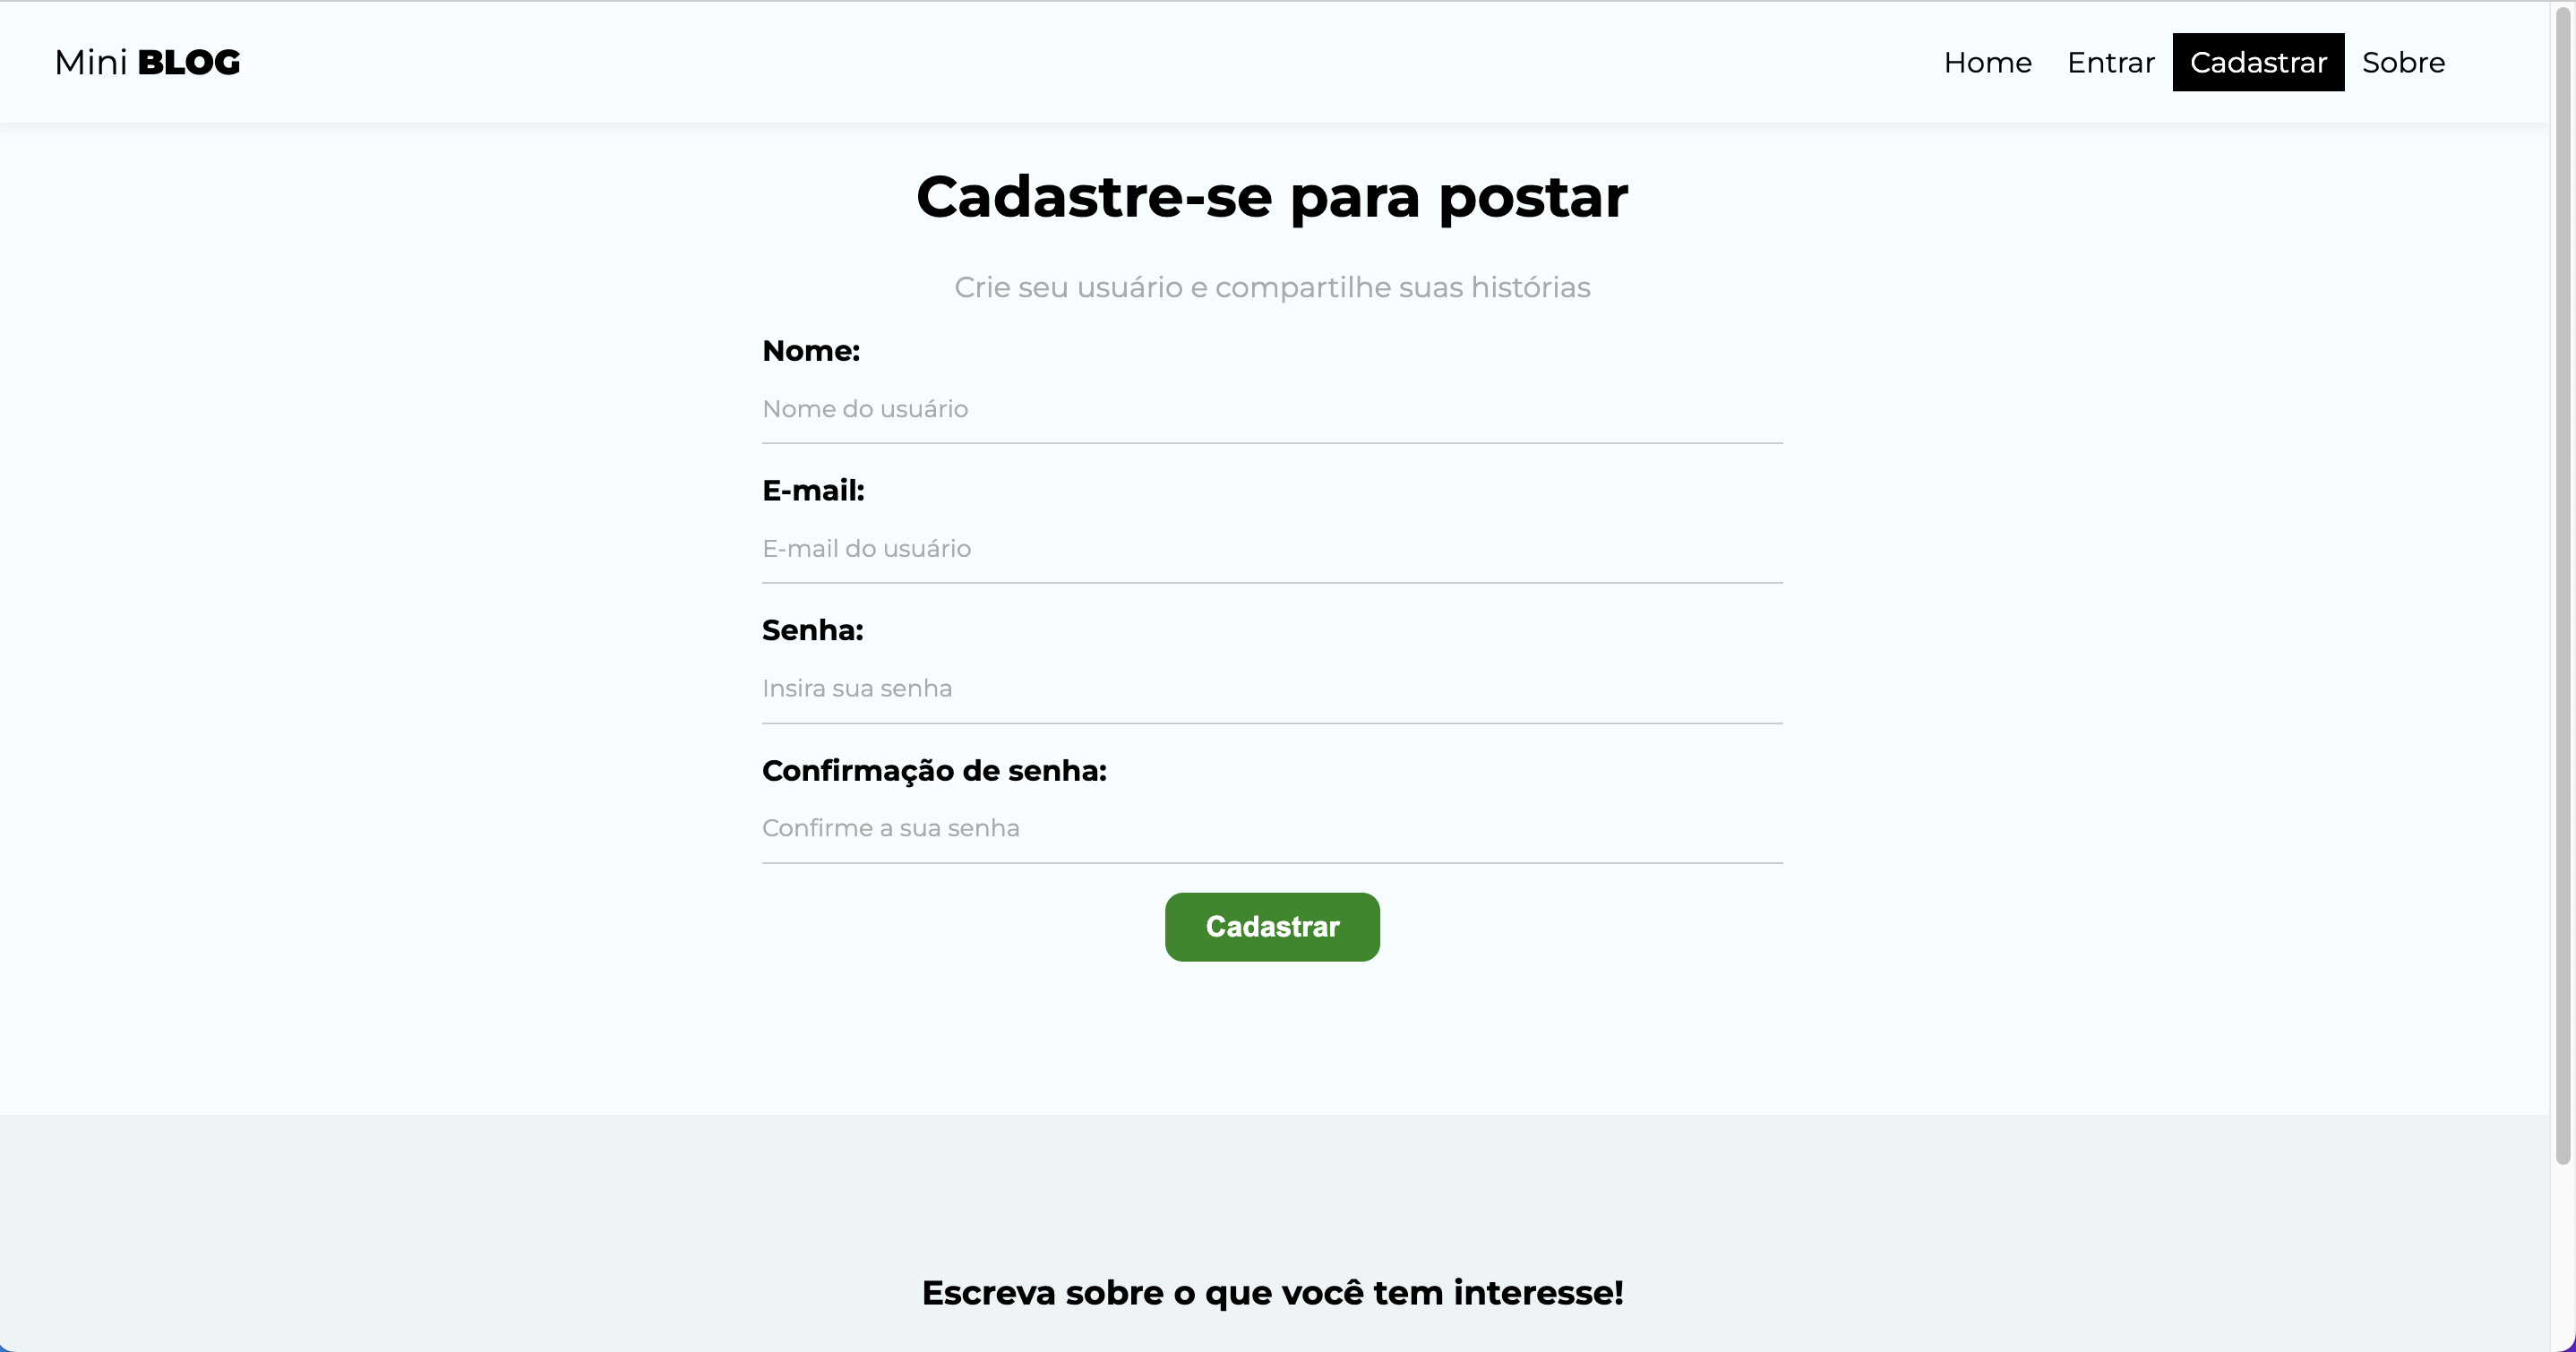 Mini BLOG
Home Entrar Cadastrar Sobre
Cadastre-se para postar
Crie seu usuário e compartilhe suas histórias
Nome:
Nome do usuário
E-mail:
E-mail do usuário
Senha:
Insira sua senha
Confirmação de senha:
Confirme a sua senha
Cadastrar
Escreva sobre o que você tem interesse!